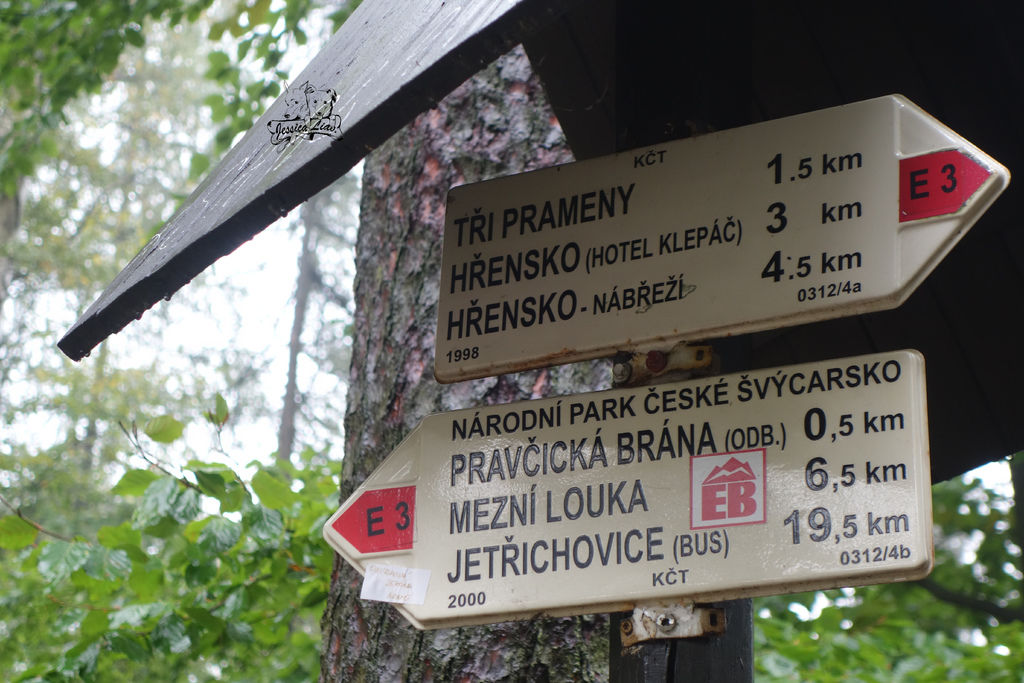 Jessica Liao
KČT
TŘI PRAMENY 1.5 km
HŘENSKO (HOTEL KLEPÁČ) 3 km
HŘENSKO - NÁBŘEŽÍ 4.5 km
1998 0312/4a
E 3
NÁRODNÍ PARK ČESKÉ ŠVÝCARSKO
PRAVČICKÁ BRÁNA (ODB.) 0,5 km
MEZNÍ LOUKA 6,5 km
JETŘICHOVICE (BUS) 19,5 km
2000 KČT 0312/4b
E 3
EB